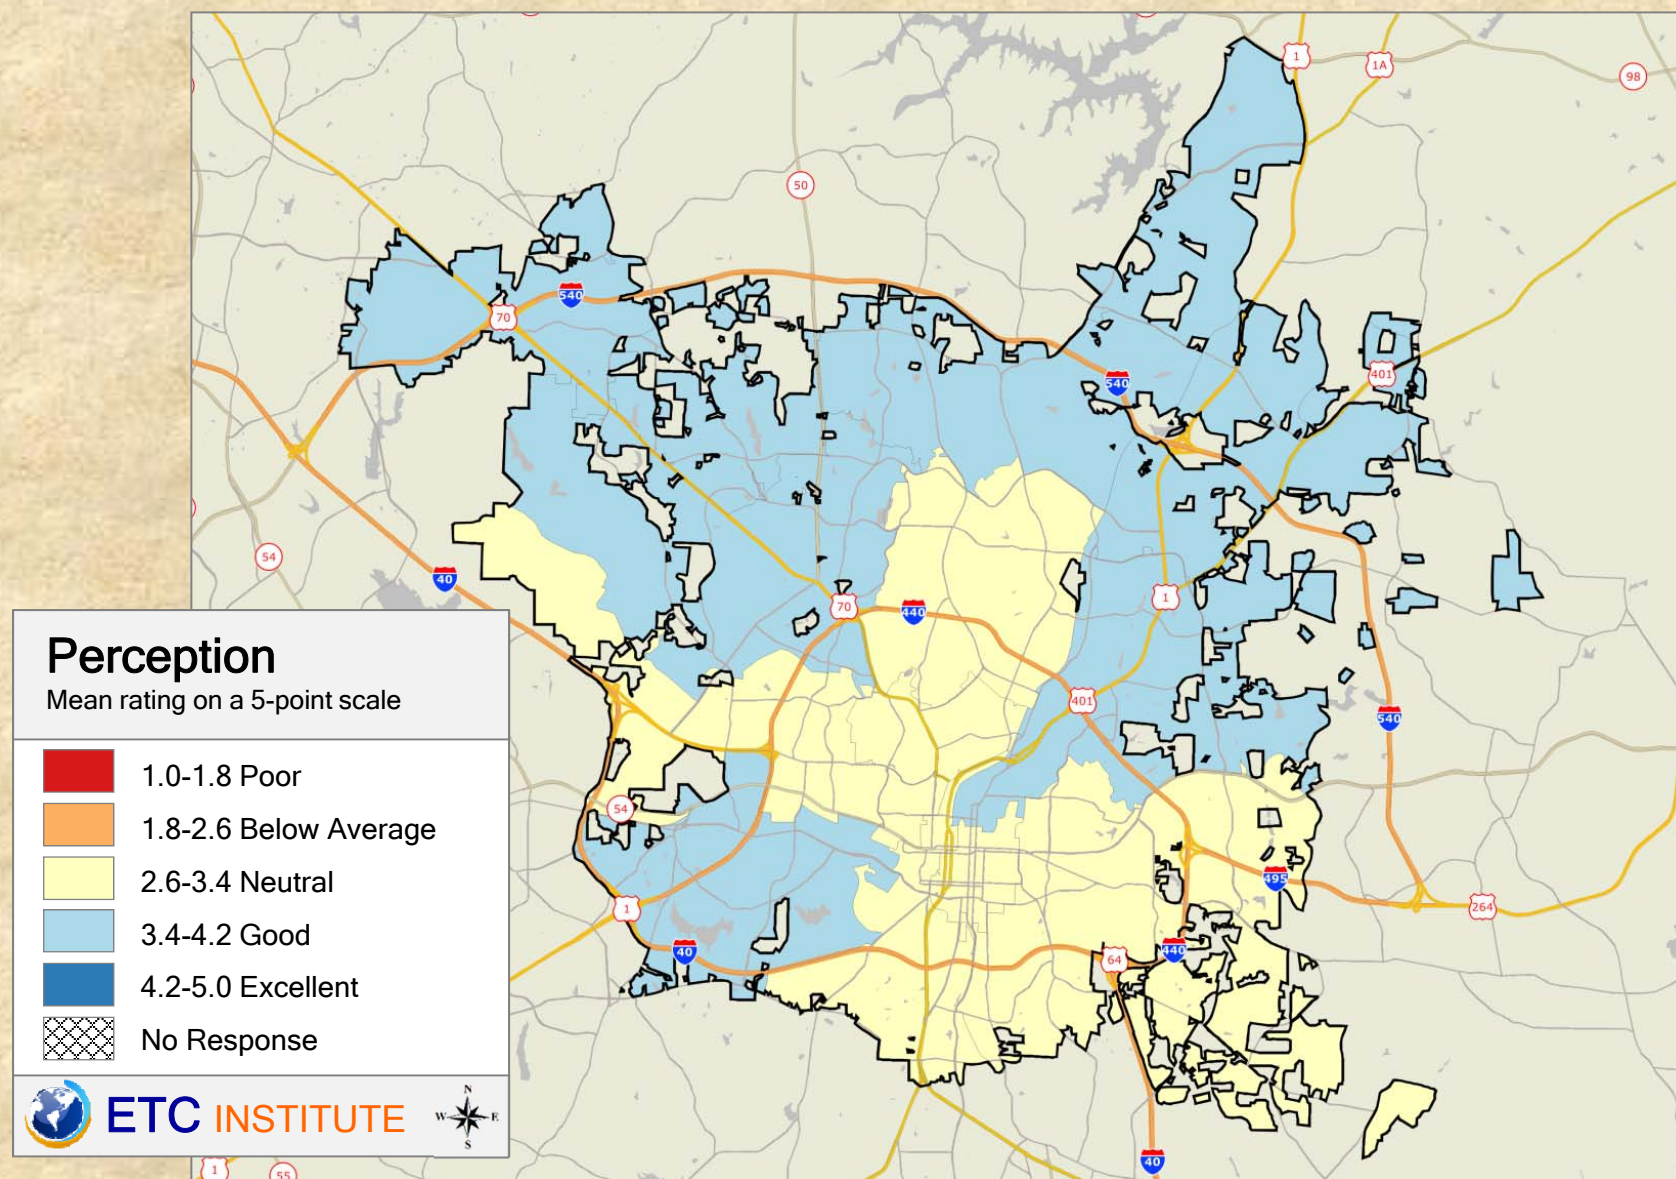 1
1A
98
50
540
70
540
401
54
40
70
440
1
401
540
54
495
1
264
40
440
64
40
1
55
Perception
Mean rating on a 5-point scale
1.0-1.8 Poor
1.8-2.6 Below Average
2.6-3.4 Neutral
3.4-4.2 Good
4.2-5.0 Excellent
No Response
ETC INSTITUTE
N
W E
S